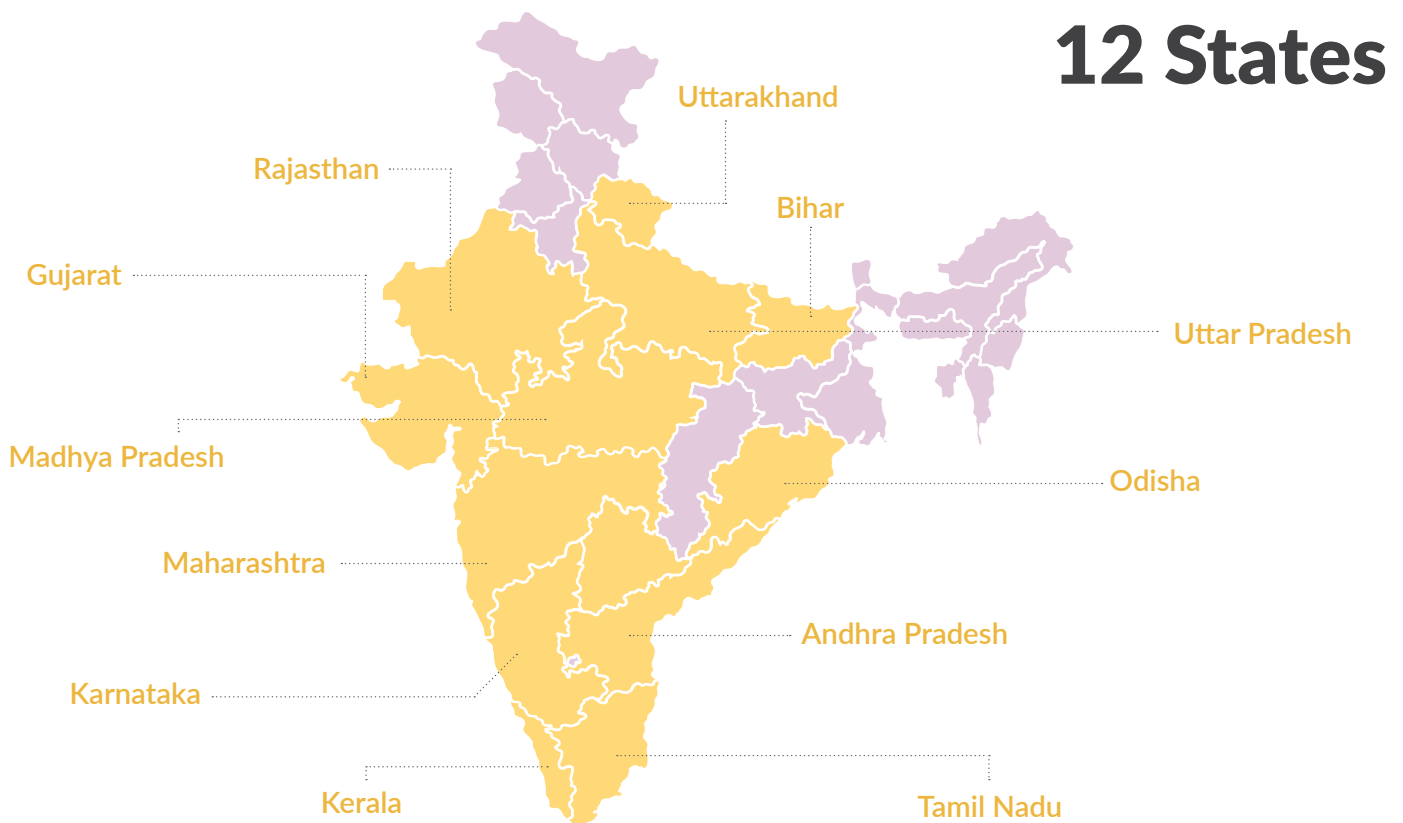 12 States
Uttarakhand
Rajasthan
Bihar
Gujarat
Uttar Pradesh
Madhya Pradesh
Odisha
Maharashtra
Andhra Pradesh
Karnataka
Kerala
Tamil Nadu